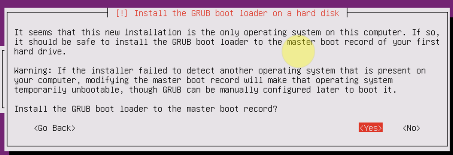 [!] Install the GRUB boot loader on a hard disk
It seems that this new installation is the only operating system on this computer. If so,
it should be safe to install the GRUB boot loader to the master boot record of your first
hard drive.
Warning: If the installer failed to detect another operating system that is present on
your computer, modifying the master boot record will make that operating system
temporarily unbootable, though GRUB can be manually configured later to boot it.
Install the GRUB boot loader to the master boot record?
<Go Back> <Yes> <No>